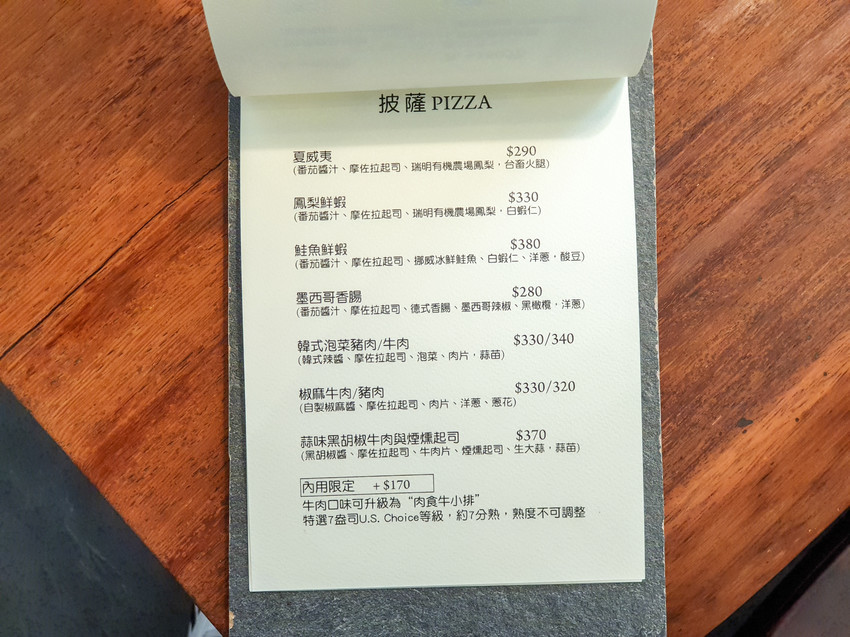 披薩 PIZZA
夏威夷 $290
(番茄醬汁、摩佐拉起司、瑞明有機農場鳳梨，台畜火腿)
鳳梨鮮蝦 $330
(番茄醬汁、摩佐拉起司、瑞明有機農場鳳梨，白蝦仁)
鮭魚鮮蝦 $380
(番茄醬汁、摩佐拉起司、挪威冰鮮鮭魚、白蝦仁、洋蔥，酸豆)
墨西哥香腸 $280
(番茄醬汁、摩佐拉起司、德式香腸、墨西哥辣椒、黑橄欖，洋蔥)
韓式泡菜豬肉/牛肉 $330/340
(韓式辣醬、摩佐拉起司、泡菜、肉片，蒜苗)
椒麻牛肉/豬肉 $330/320
(自製椒麻醬、摩佐拉起司、肉片、洋蔥、蔥花)
蒜味黑胡椒牛肉與煙燻起司 $370
(黑胡椒醬、摩佐拉起司、牛肉片、煙燻起司、生大蒜，蒜苗)
內用限定 +$170
牛肉口味可升級為“肉食牛小排”
特選7盎司U.S. Choice等級，約7分熟，熟度不可調整